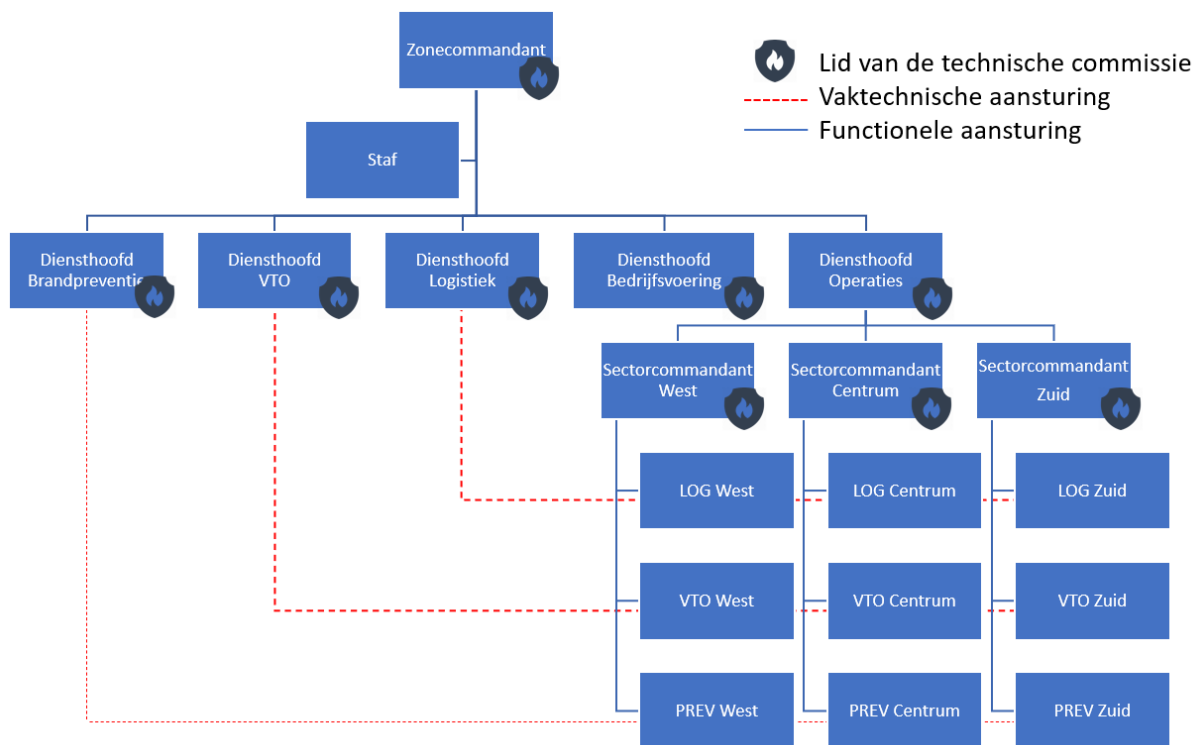 Zonecommandant
Lid van de technische commissie
Vaktechnische aansturing
Functionele aansturing
Staf
Diensthoofd
Brandpreventie
Diensthoofd
VTO
Diensthoofd
Logistiek
Diensthoofd
Bedrijfsvoering
Diensthoofd
Operaties
Sectorcommandant
West
Sectorcommandant
Centrum
Sectorcommandant
Zuid
LOG West
LOG Centrum
LOG Zuid
VTO West
VTO Centrum
VTO Zuid
PREV West
PREV Centrum
PREV Zuid